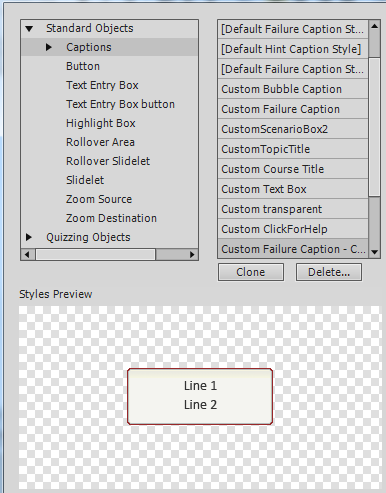 Standard Objects
Captions
Button
Text Entry Box
Text Entry Box button
Highlight Box
Rollover Area
Rollover Slidelet
Slidelet
Zoom Source
Zoom Destination
Quizzing Objects
[Default Failure Caption St...
[Default Hint Caption Style]
[Default Failure Caption St...
Custom Bubble Caption
Custom Failure Caption
CustomScenarioBox2
CustomTopicTitle
Custom Course Title
Custom Text Box
Custom transparent
Custom ClickForHelp
Custom Failure Caption - C...
Clone
Delete...
Styles Preview
Line 1
Line 2